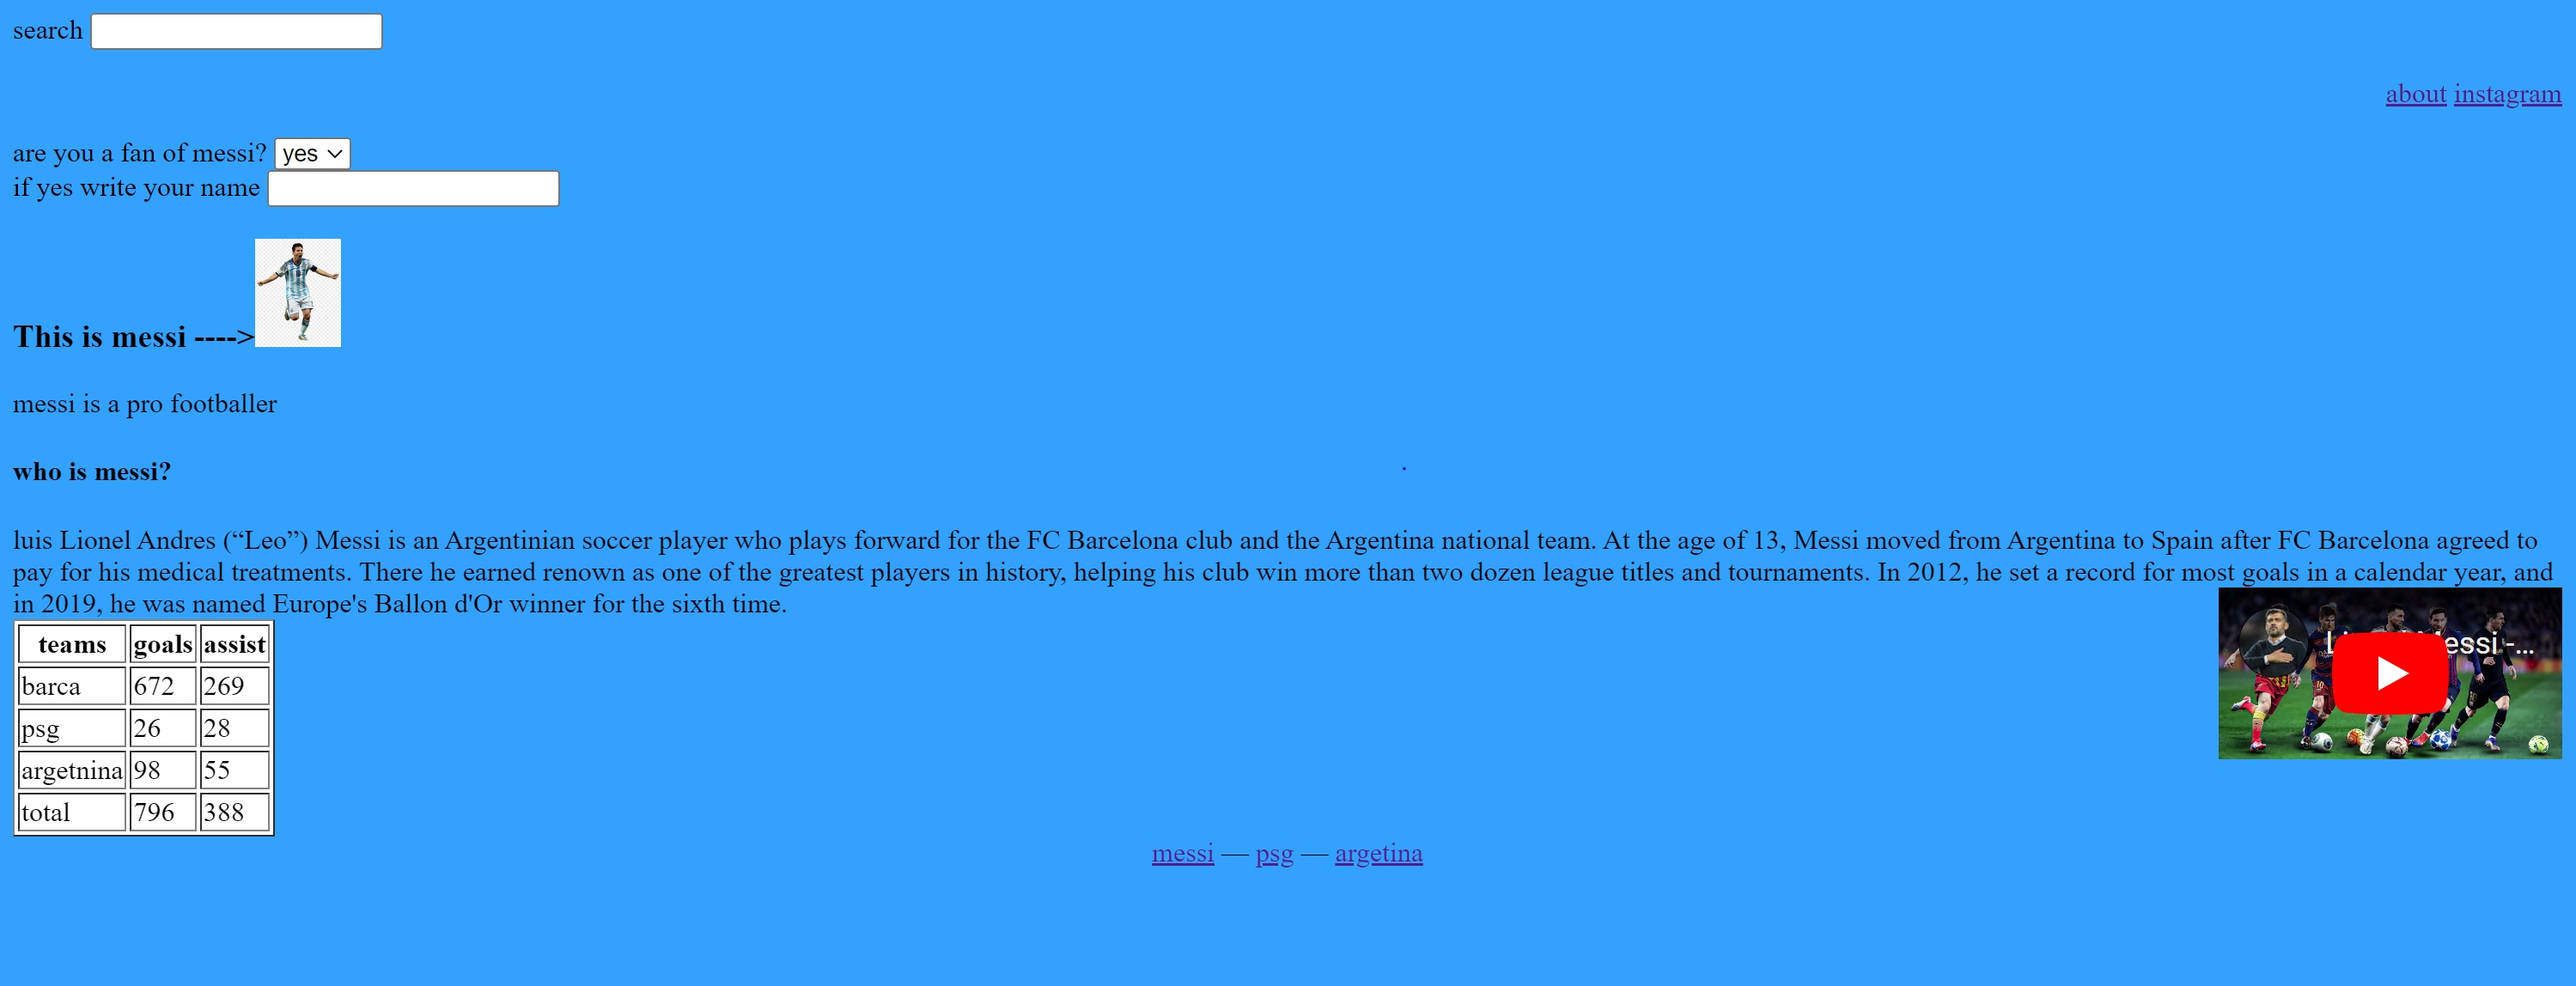 search
about instagram
are you a fan of messi? yes
if yes write your name
This is messi ---->
messi is a pro footballer
who is messi?
luis Lionel Andres (“Leo”) Messi is an Argentinian soccer player who plays forward for the FC Barcelona club and the Argentina national team. At the age of 13, Messi moved from Argentina to Spain after FC Barcelona agreed to
pay for his medical treatments. There he earned renown as one of the greatest players in history, helping his club win more than two dozen league titles and tournaments. In 2012, he set a record for most goals in a calendar year, and
in 2019, he was named Europe's Ballon d'Or winner for the sixth time.
teams goals assist
barca 672 269
psg 26 28
argetnina 98 55
total 796 388
messi — psg — argetina